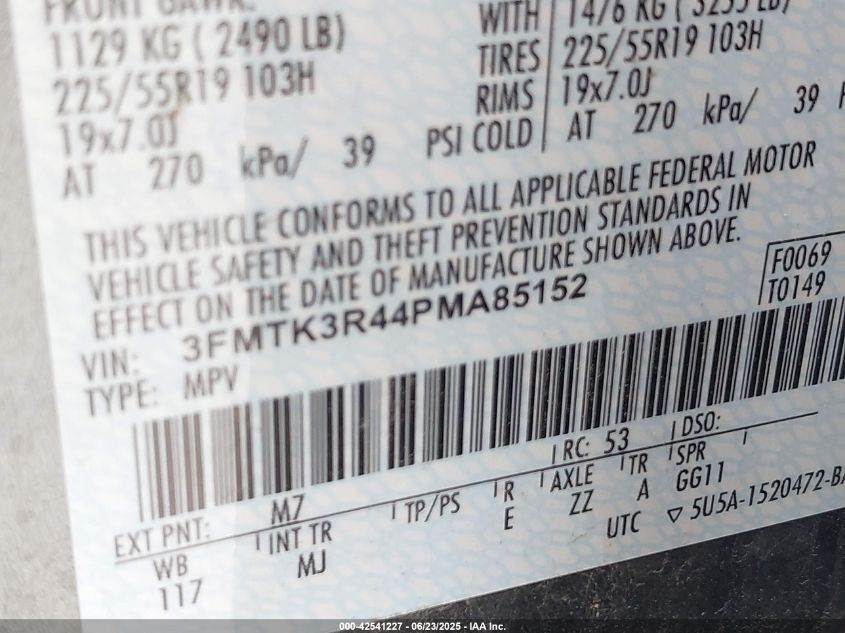 FRONT GAWR:
1129 KG ( 2490 LB)
225/55R19 103H
19x7.0J
AT 270 kPa/ 39 PSI COLD
WITH
TIRES 225/55R19 103H
RIMS 19x7.0J
AT 270 kPa/ 39
THIS VEHICLE CONFORMS TO ALL APPLICABLE FEDERAL MOTOR
VEHICLE SAFETY AND THEFT PREVENTION STANDARDS IN
EFFECT ON THE DATE OF MANUFACTURE SHOWN ABOVE.
VIN: 3FMTK3R44PMA85152
TYPE: MPV
F0069
T0149
EXT PNT: M7 RC: 53 DSO:
WB INT TR TP/PS R AXLE TR SPR
117 MJ E ZZ A GG11
UTC ▽ 5U5A-1520472-BA
000-42541227 - 06/23/2025 - IAA Inc.